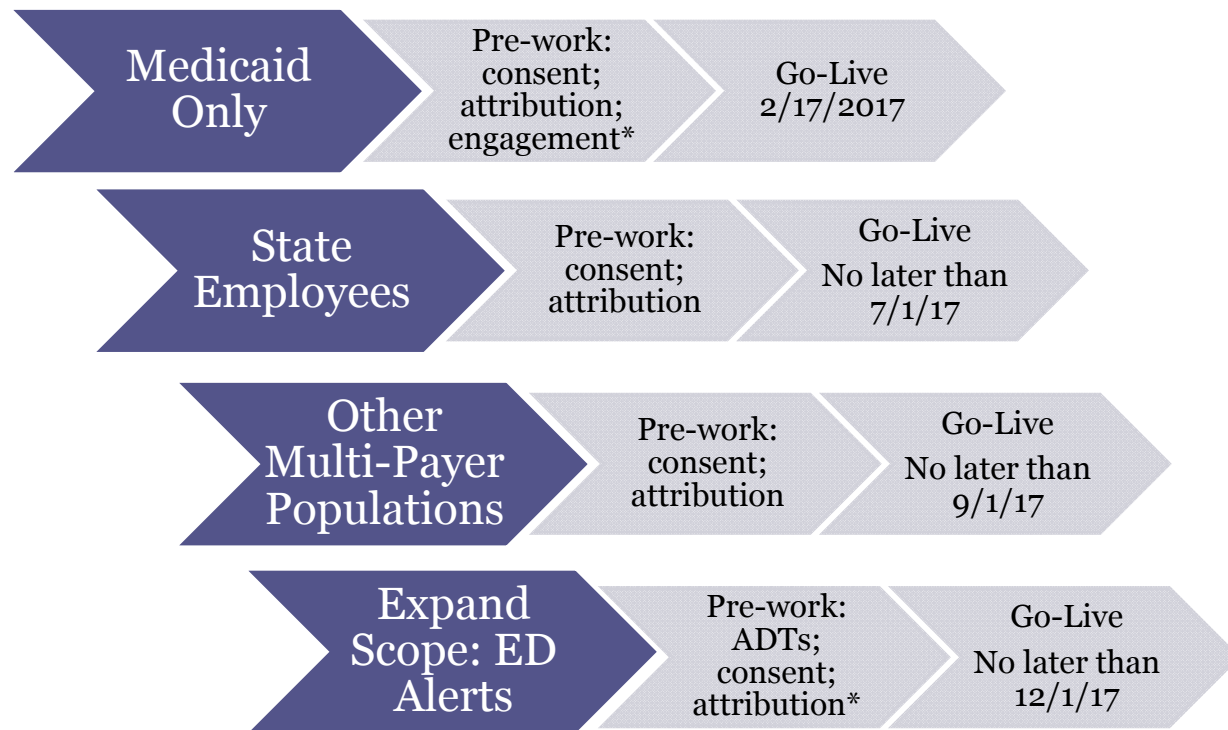 Medicaid
Only
Pre-work:
consent;
attribution;
engagement*
Go-Live
2/17/2017
State
Employees
Pre-work:
consent;
attribution
Go-Live
No later than
7/1/17
Other
Multi-Payer
Populations
Pre-work:
consent;
attribution
Go-Live
No later than
9/1/17
Expand
Scope: ED
Alerts
Pre-work:
ADTs;
consent;
attribution*
Go-Live
No later than
12/1/17